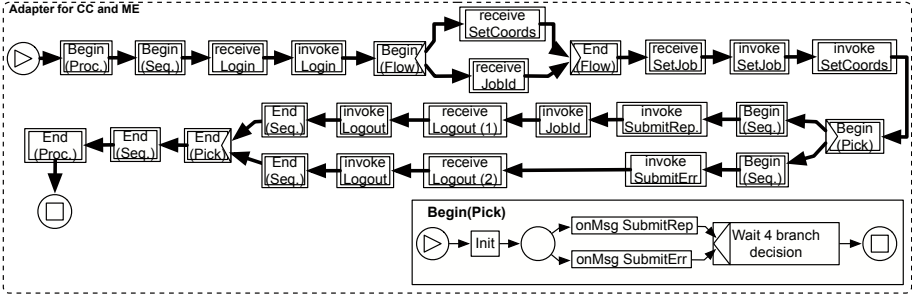 Adapter for CC and ME
Begin
(Proc.)
Begin
(Seq.)
receive
Login
invoke
Login
Begin
(Flow)
receive
SetCoords
receive
JobId
End
(Flow)
receive
SetJob
invoke
SetJob
invoke
SetCoords
End
(Proc.)
End
(Seq.)
End
(Pick)
End
(Seq.)
invoke
Logout
receive
Logout (1)
invoke
JobId
invoke
SubmitRep.
Begin
(Seq.)
Begin
(Pick)
End
(Seq.)
invoke
Logout
receive
Logout (2)
invoke
SubmitErr
Begin
(Seq.)
Begin(Pick)
Init
onMsg SubmitRep
onMsg SubmitErr
Wait 4 branch
decision